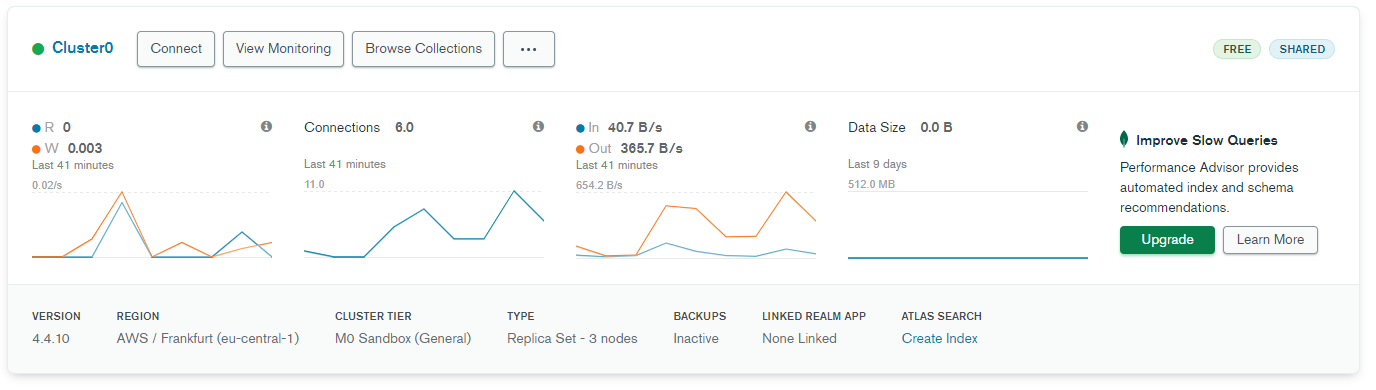 Cluster0
Connect
View Monitoring
Browse Collections
...
FREE
SHARED
R 0
W 0.003
Last 41 minutes
0.02/s
Connections 6.0
Last 41 minutes
11.0
In 40.7 B/s
Out 365.7 B/s
Last 41 minutes
654.2 B/s
Data Size 0.0 B
Last 9 days
512.0 MB
Improve Slow Queries
Performance Advisor provides
automated index and schema
recommendations.
Upgrade
Learn More
VERSION
4.4.10
REGION
AWS / Frankfurt (eu-central-1)
CLUSTER TIER
M0 Sandbox (General)
TYPE
Replica Set - 3 nodes
BACKUPS
Inactive
LINKED REALM APP
None Linked
ATLAS SEARCH
Create Index